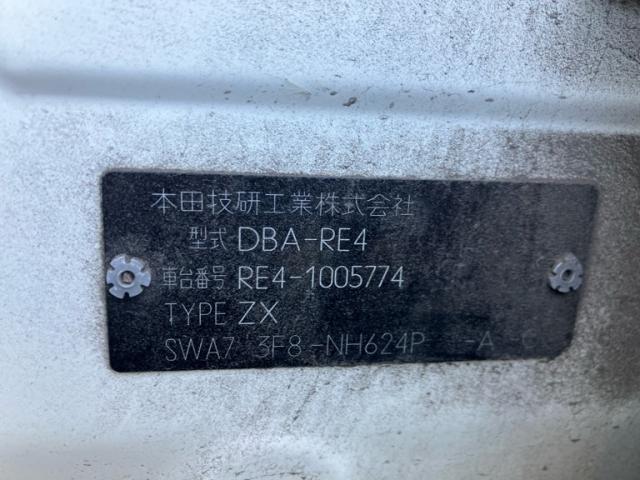 本田技研工業株式会社
型式 DBA-RE4
車台番号 RE4-1005774
TYPE ZX
SWA7 3F8-NH624P -A C